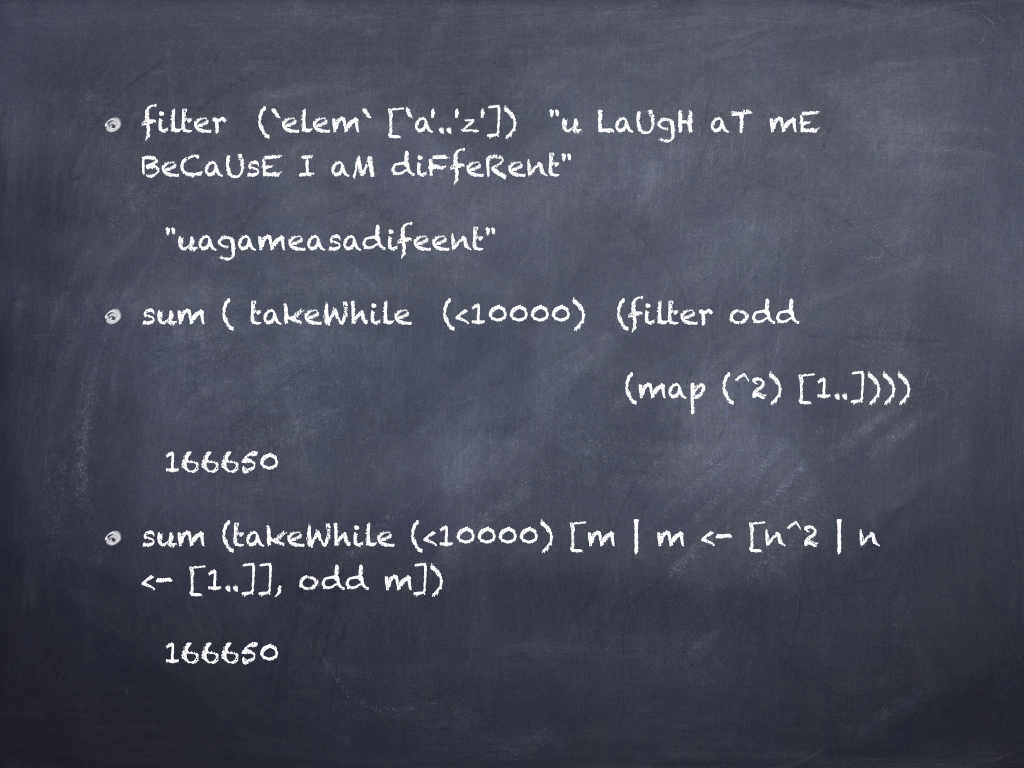 filter (`elem` [‘a’..'z']) "u LaUgH aT mE
BeCaUsE I aM diFfeRent"
"uagameasadifeent"
sum ( takeWhile (<10000) (filter odd
(map (^2) [1..])))
166650
sum (takeWhile (<10000) [m | m <- [n^2 | n
<- [1..]], odd m])
166650